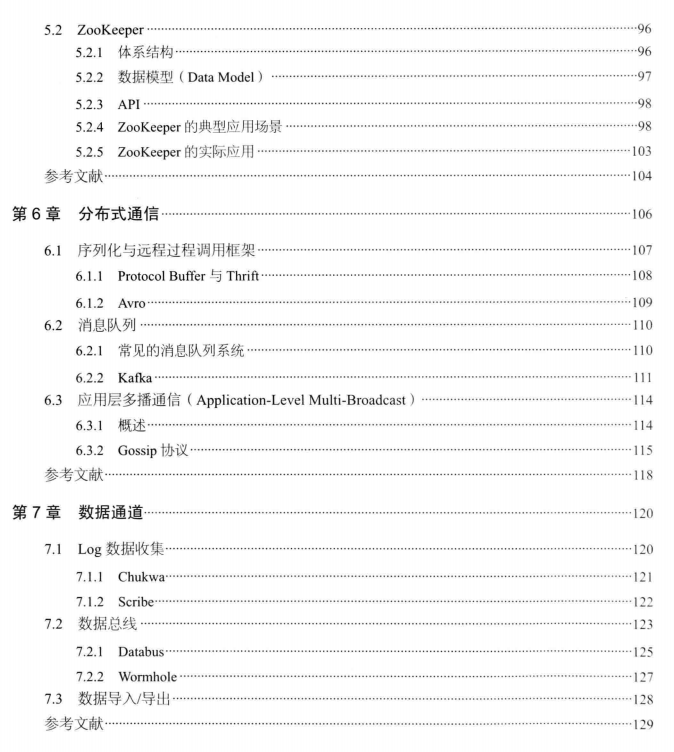 5.2 ZooKeeper ········ 96
5.2.1 体系结构 ········ 96
5.2.2 数据模型（Data Model） ········ 97
5.2.3 API ········ 98
5.2.4 ZooKeeper 的典型应用场景 ········ 98
5.2.5 ZooKeeper 的实际应用 ········ 103
参考文献 ········ 104
第 6 章 分布式通信 ········ 106
6.1 序列化与远程过程调用框架 ········ 107
6.1.1 Protocol Buffer 与 Thrift ········ 108
6.1.2 Avro ········ 109
6.2 消息队列 ········ 110
6.2.1 常见的消息队列系统 ········ 110
6.2.2 Kafka ········ 111
6.3 应用层多播通信（Application-Level Multi-Broadcast） ········ 114
6.3.1 概述 ········ 114
6.3.2 Gossip 协议 ········ 115
参考文献 ········ 118
第 7 章 数据通道 ········ 120
7.1 Log 数据收集 ········ 120
7.1.1 Chukwa ········ 121
7.1.2 Scribe ········ 122
7.2 数据总线 ········ 123
7.2.1 Databus ········ 125
7.2.2 Wormhole ········ 127
7.3 数据导入/导出 ········ 128
参考文献 ········ 129